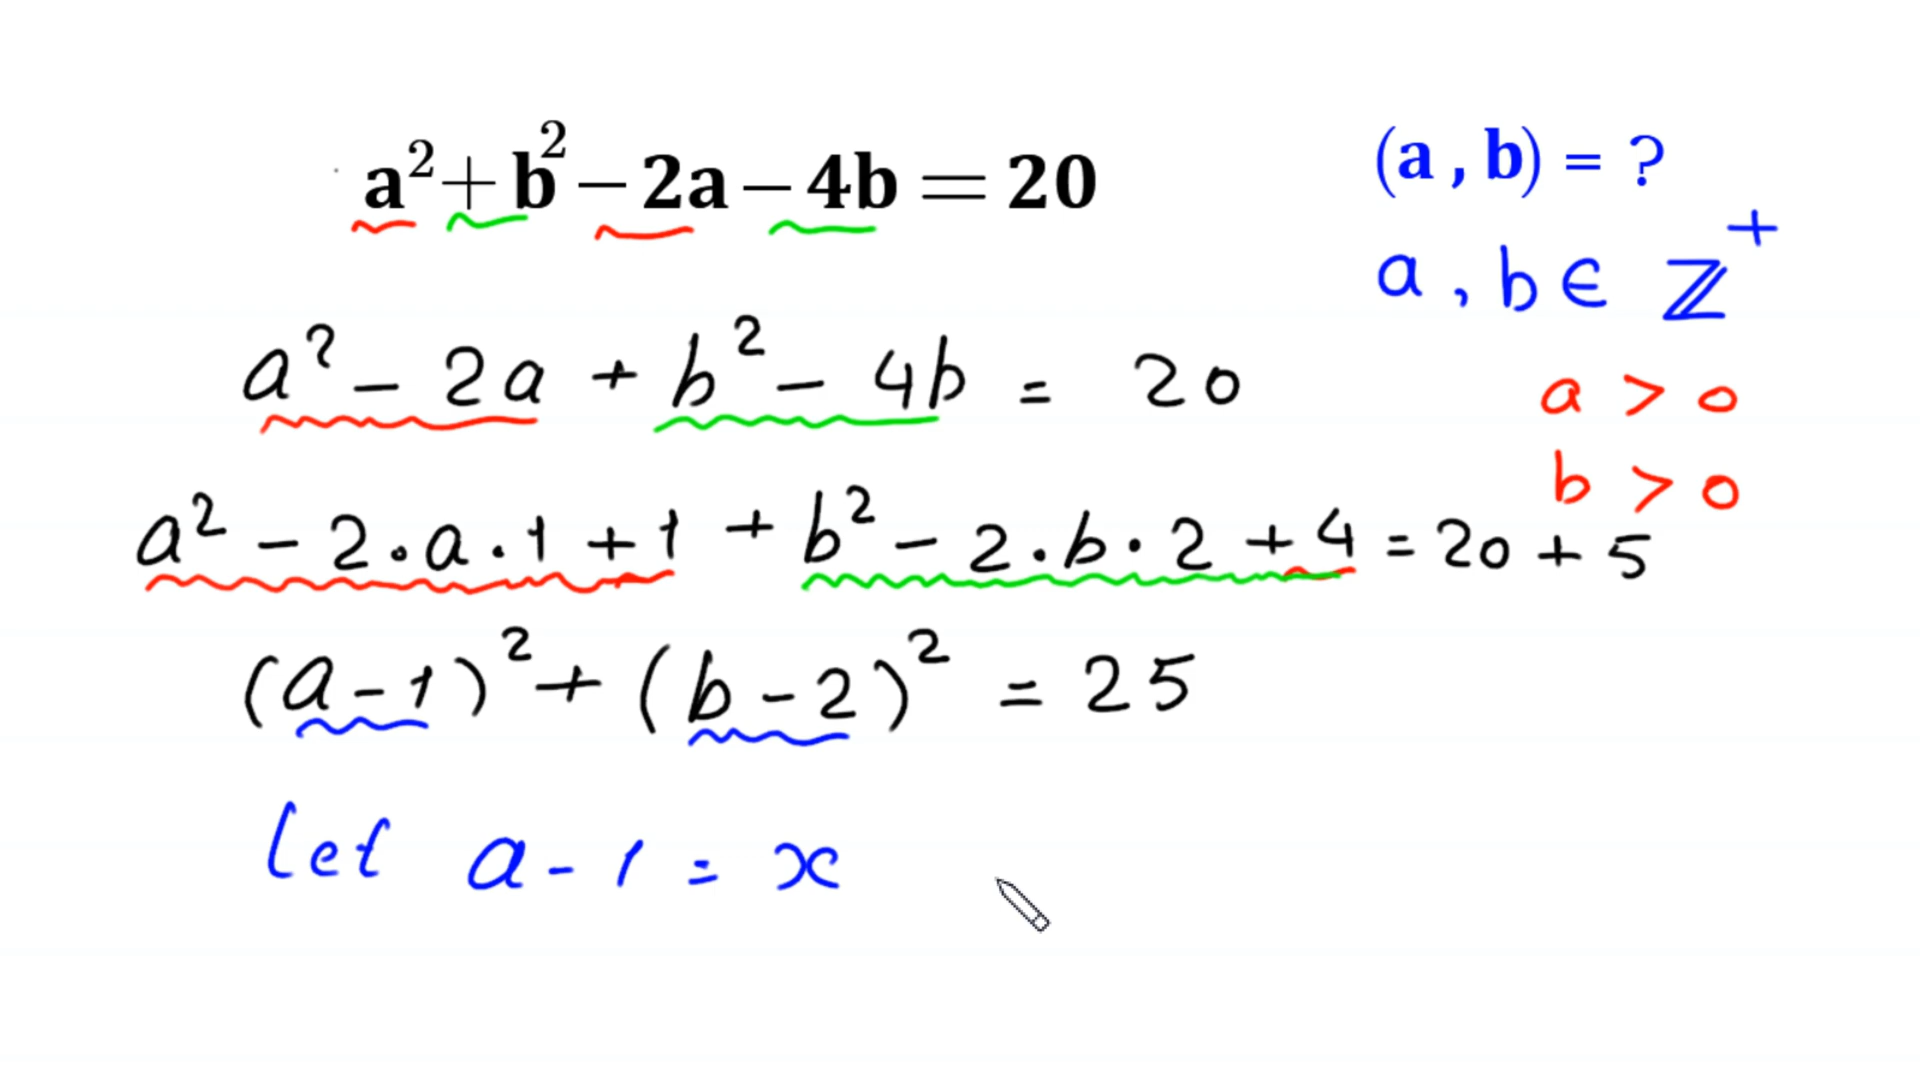 a² + b² − 2a − 4b = 20
(a , b) = ?
a , b ∈ ℤ⁺
a² − 2a + b² − 4b = 20
a > 0
b > 0
a² − 2·a·1 + 1 + b² − 2·b·2 + 4 = 20 + 5
(a − 1)² + (b − 2)² = 25
let a − 1 = x